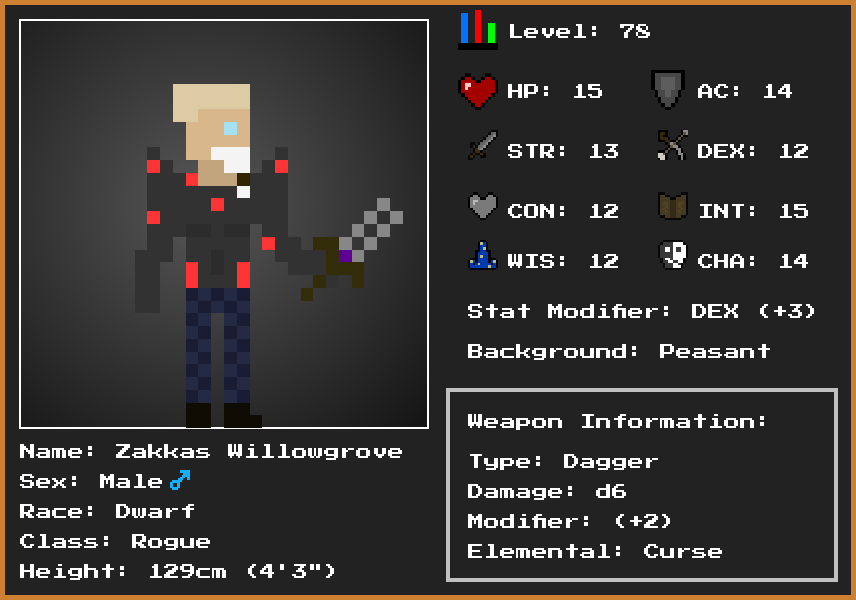 Level: 78
HP: 15
AC: 14
STR: 13
DEX: 12
CON: 12
INT: 15
WIS: 12
CHA: 14
Stat Modifier: DEX (+3)
Background: Peasant
Weapon Information:
Type: Dagger
Damage: d6
Modifier: (+2)
Elemental: Curse
Name: Zakkas Willowgrove
Sex: Male ♂
Race: Dwarf
Class: Rogue
Height: 129cm (4'3")